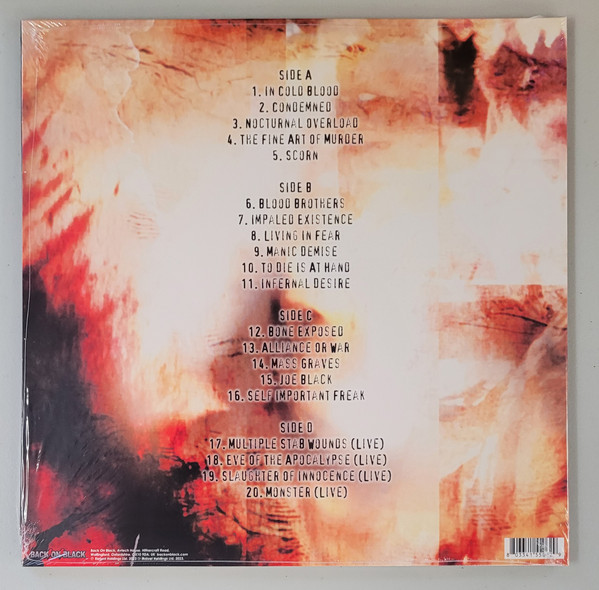 SIDE A
1. IN COLD BLOOD
2. CONDEMNED
3. NOCTURNAL OVERLOAD
4. THE FINE ART OF MURDER
5. SCORN
SIDE B
6. BLOOD BROTHERS
7. IMPALED EXISTENCE
8. LIVING IN FEAR
9. MANIC DEMISE
10. TO DIE IS AT HAND
11. INFERNAL DESIRE
SIDE C
12. BONE EXPOSED
13. ALLIANCE OR WAR
14. MASS GRAVES
15. JOE BLACK
16. SELF IMPORTANT FREAK
SIDE D
17. MULTIPLE STAB WOUNDS (LIVE)
18. EVE OF THE APOCALYPSE (LIVE)
19. SLAUGHTER OF INNOCENCE (LIVE)
20. MONSTER (LIVE)
BACK ON BLACK
Back On Black,